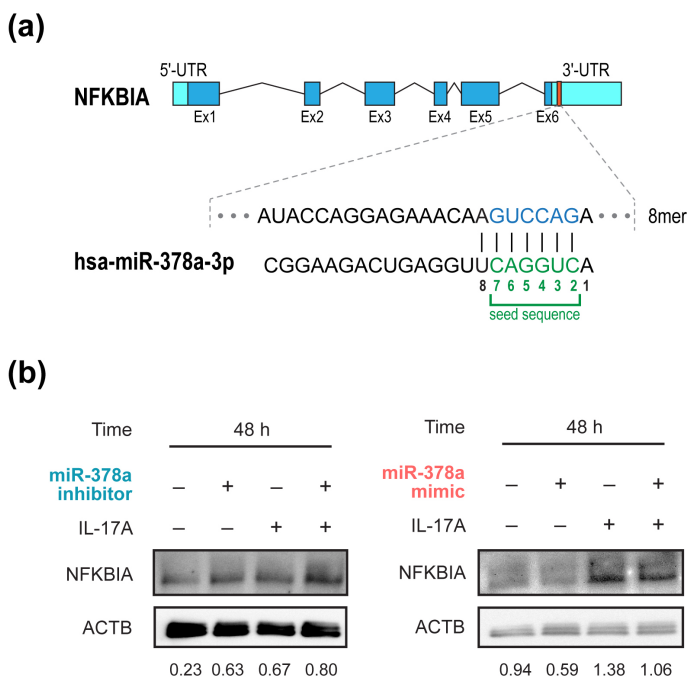 (a)
5'-UTR 3'-UTR
NFKBIA
Ex1 Ex2 Ex3 Ex4 Ex5 Ex6
AUACCAGGAGAAACAAGUCCAGA 8mer
hsa-miR-378a-3p
CGGAAGACUGAGGUUCAGGUCA
8 7 6 5 4 3 2 1
seed sequence
(b)
Time 48 h
miR-378a
inhibitor – + – +
IL-17A – – + +
NFKBIA
ACTB
0.23 0.63 0.67 0.80
Time 48 h
miR-378a
mimic – + – +
IL-17A – – + +
NFKBIA
ACTB
0.94 0.59 1.38 1.06